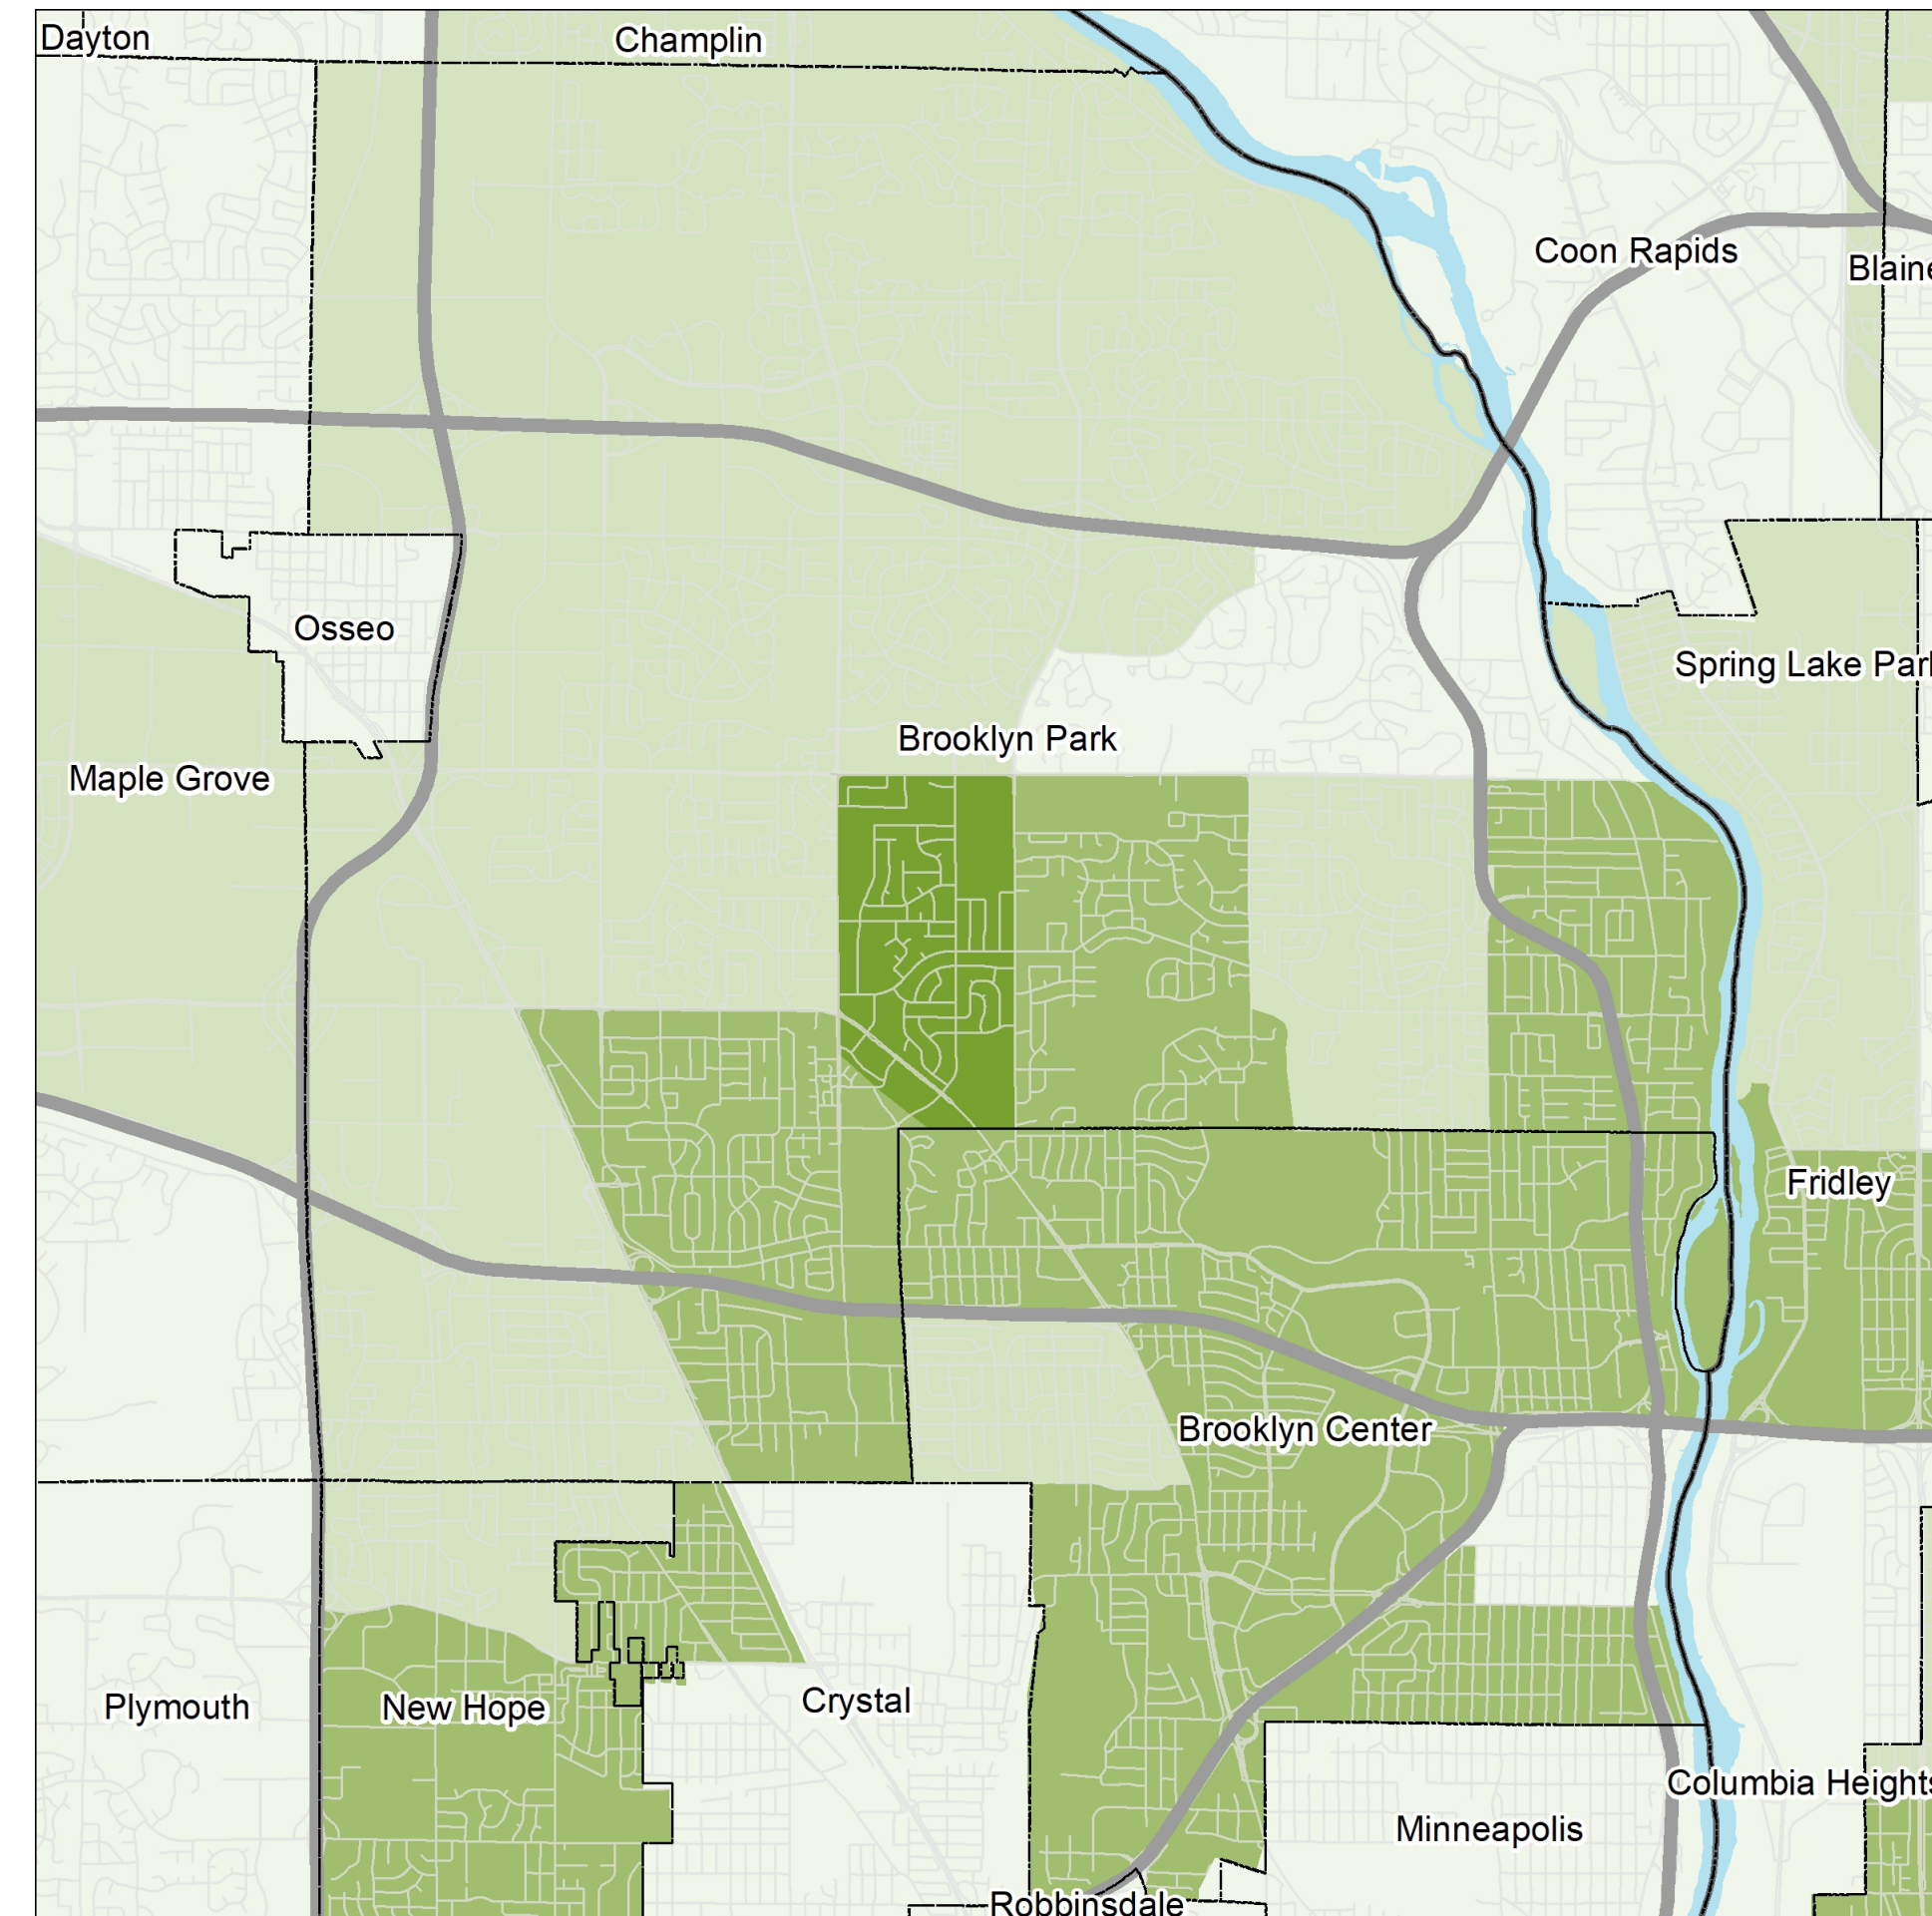 Dayton
Champlin
Coon Rapids
Blaine
Osseo
Spring Lake Par
Brooklyn Park
Maple Grove
Fridley
Brooklyn Center
Plymouth
New Hope
Crystal
Columbia Heights
Minneapolis
Robbinsdale